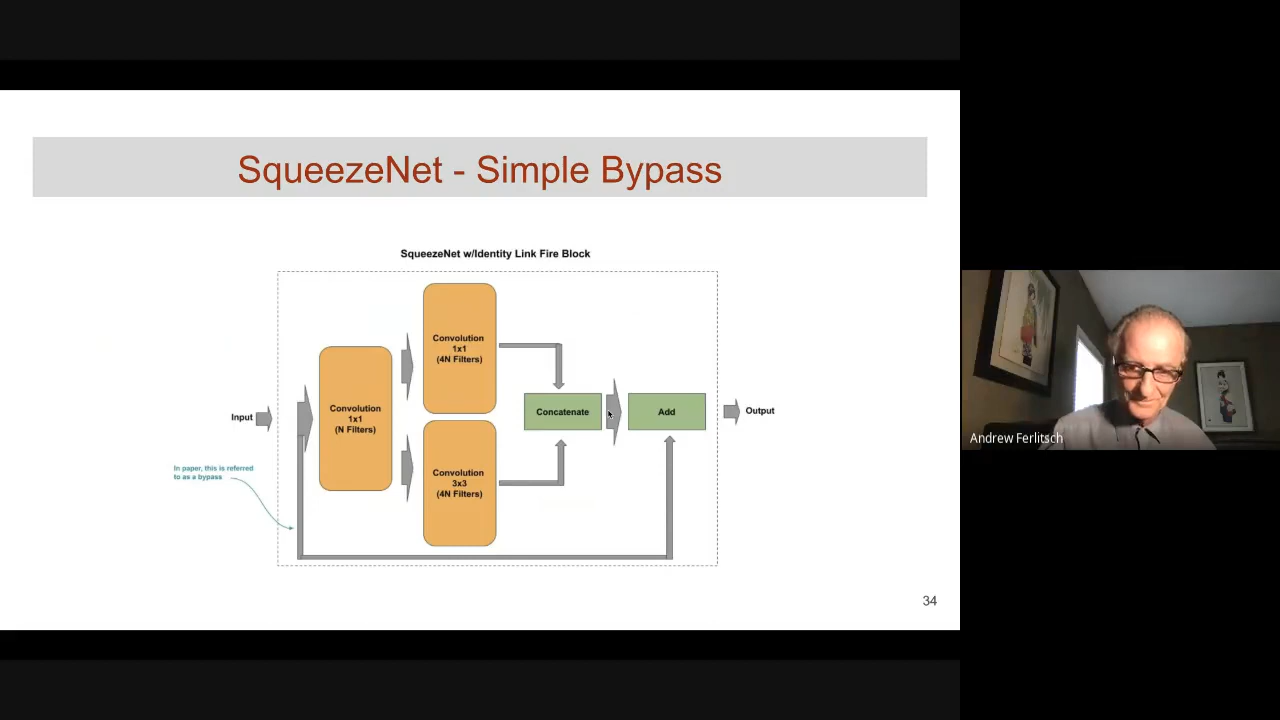 SqueezeNet - Simple Bypass
SqueezeNet w/Identity Link Fire Block
Convolution
1x1
(4N Filters)
Input
Convolution
1x1
(N Filters)
Concatenate
Add
Output
In paper, this is referred
to as a bypass
Convolution
3x3
(4N Filters)
34
Andrew Ferlitsch